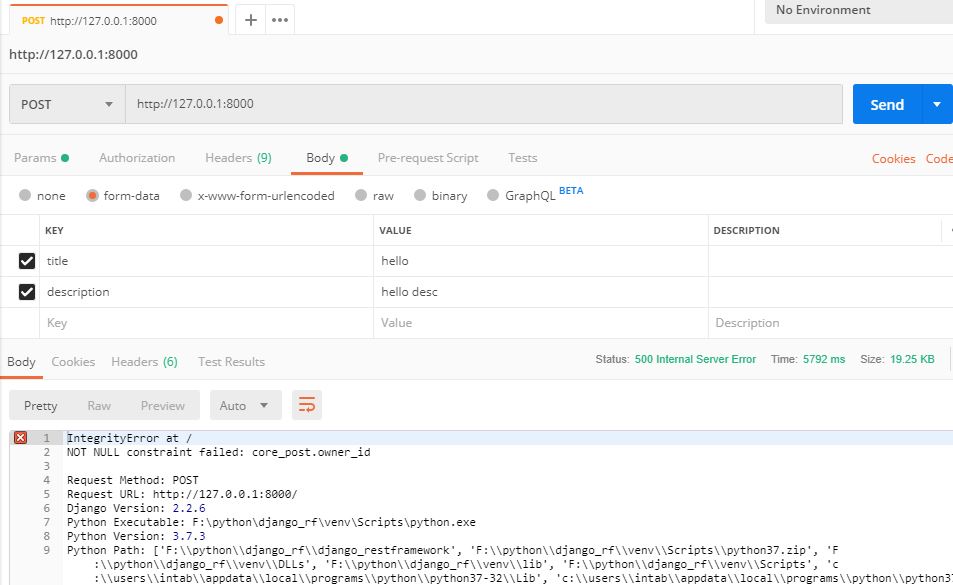 POST http://127.0.0.1:8000
No Environment
http://127.0.0.1:8000
POST http://127.0.0.1:8000 Send
Params Authorization Headers (9) Body Pre-request Script Tests Cookies Code
none form-data x-www-form-urlencoded raw binary GraphQL BETA
KEY VALUE DESCRIPTION
title hello
description hello desc
Key Value Description
Body Cookies Headers (6) Test Results Status: 500 Internal Server Error Time: 5792 ms Size: 19.25 KB
Pretty Raw Preview Auto
1 IntegrityError at /
2 NOT NULL constraint failed: core_post.owner_id
3
4 Request Method: POST
5 Request URL: http://127.0.0.1:8000/
6 Django Version: 2.2.6
7 Python Executable: F:\python\django_rf\venv\Scripts\python.exe
8 Python Version: 3.7.3
9 Python Path: ['F:\\python\\django_rf\\django_restframework', 'F:\\python\\django_rf\\venv\\Scripts\\python37.zip', 'F
:\\python\\django_rf\\venv\\DLLs', 'F:\\python\\django_rf\\venv\\lib', 'F:\\python\\django_rf\\venv\\Scripts', 'c
:\\users\\intab\\appdata\\local\\programs\\python\\python37-32\\Lib', 'c:\\users\\intab\\appdata\\local\\programs\\python\\python37